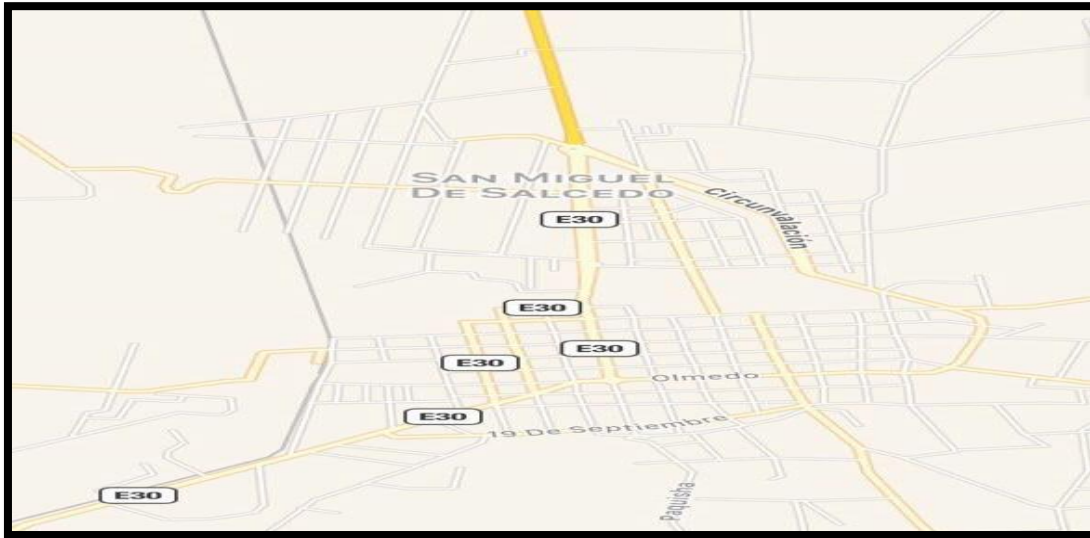 SAN MIGUEL
DE SALCEDO
Circunvalación
E30
E30
E30
E30
Olmedo
E30
19 De Septiembre
E30
Paquisha